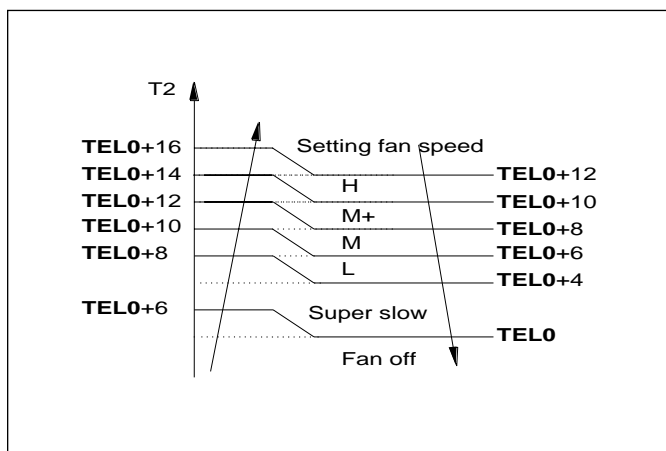 T2
TEL0+16
Setting fan speed
TEL0+14
TEL0+12
H
TEL0+12
TEL0+10
M+
TEL0+10
TEL0+8
M
TEL0+8
TEL0+6
L
TEL0+4
TEL0+6
Super slow
TEL0
Fan off